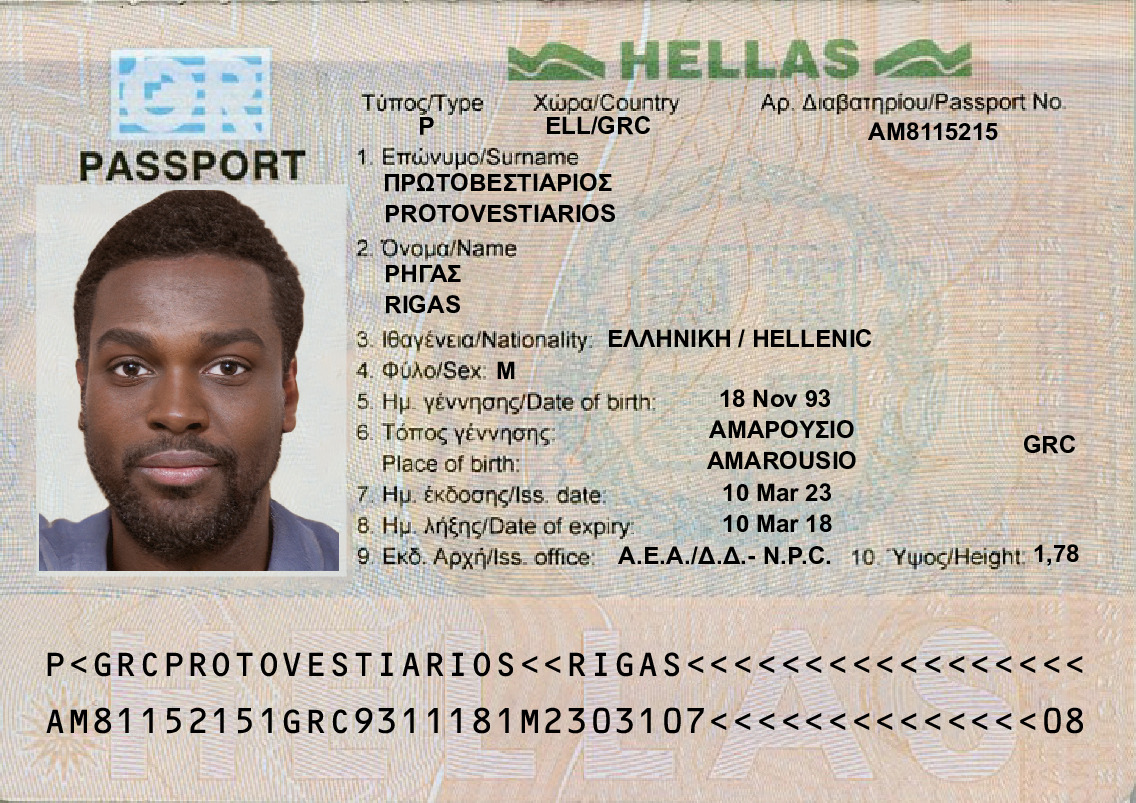 GR
HELLAS
PASSPORT
Τύπος/Type Χώρα/Country Αρ. Διαβατηρίου/Passport No.
P ELL/GRC AM8115215
1. Επώνυμο/Surname
ΠΡΩΤΟΒΕΣΤΙΑΡΙΟΣ
PROTOVESTIARIOS
2. Όνομα/Name
ΡΗΓΑΣ
RIGAS
3. Ιθαγένεια/Nationality: ΕΛΛΗΝΙΚΗ / HELLENIC
4. Φύλο/Sex: M
5. Ημ. γέννησης/Date of birth: 18 Nov 93
6. Τόπος γέννησης: ΑΜΑΡΟΥΣΙΟ
Place of birth: AMAROUSIO GRC
7. Ημ. έκδοσης/Iss. date: 10 Mar 23
8. Ημ. λήξης/Date of expiry: 10 Mar 18
9. Εκδ. Αρχή/Iss. office: Α.Ε.Α./Δ.Δ.- N.P.C. 10. Ύψος/Height: 1,78
HELLAS
P<GRCPROTOVESTIARIOS<<RIGAS<<<<<<<<<<<<<<<<<
AM81152151GRC9311181M2303107<<<<<<<<<<<<<<08